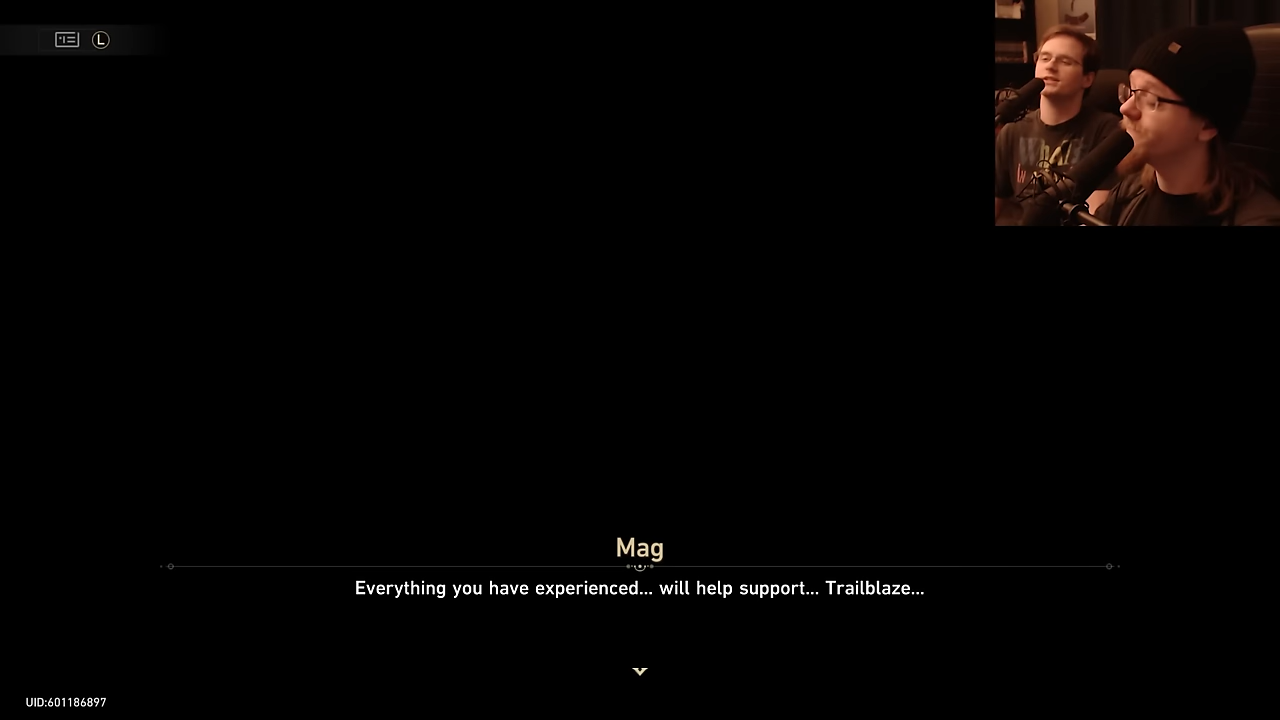 L
Mag
Everything you have experienced... will help support... Trailblaze...
UID:601186897